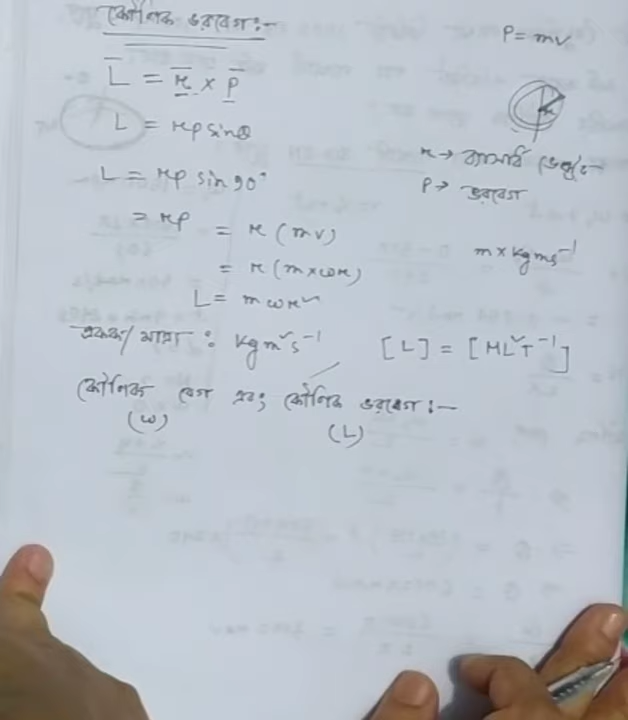 কৌনিক ভরবেগ :-
P = mv
L̅ = r̅ × p̅
L = rp sinθ
r → ব্যাসার্ধ
L = rp sin 90°
P → ভরবেগ
= rp = r (mv)
m × kgms⁻¹
= r (m×ωr)
L = mωr²
একক/মাত্রা : kgm²s⁻¹ [L] = [ML²T⁻¹]
কৌনিক বেগ এবং কৌনিক ভরবেগ :-
(ω) (L)